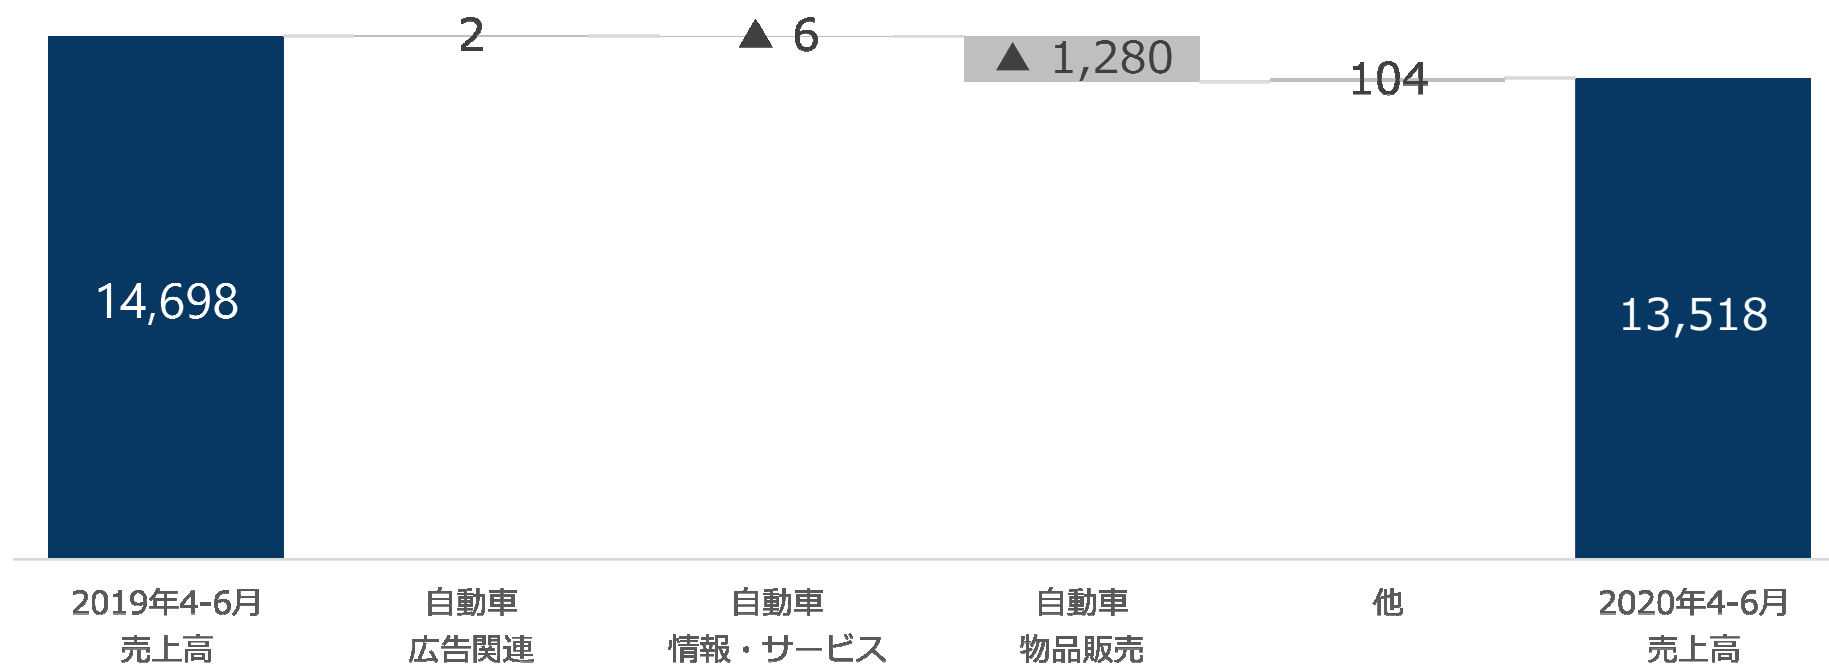 2
▲ 6
▲ 1,280
104
14,698
13,518
2019年4-6月
売上高
自動車
広告関連
自動車
情報・サービス
自動車
物品販売
他
2020年4-6月
売上高